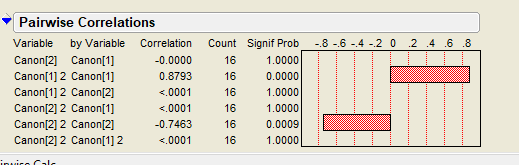 Pairwise Correlations
Variable by Variable Correlation Count Signif Prob -.8 -.6 -.4 -.2 0 .2 .4 .6 .8
Canon[2] Canon[1] -0.0000 16 1.0000
Canon[1] 2 Canon[1] 0.8793 16 0.0000
Canon[1] 2 Canon[2] <.0001 16 1.0000
Canon[2] 2 Canon[1] <.0001 16 1.0000
Canon[2] 2 Canon[2] -0.7463 16 0.0009
Canon[2] 2 Canon[1] 2 <.0001 16 1.0000